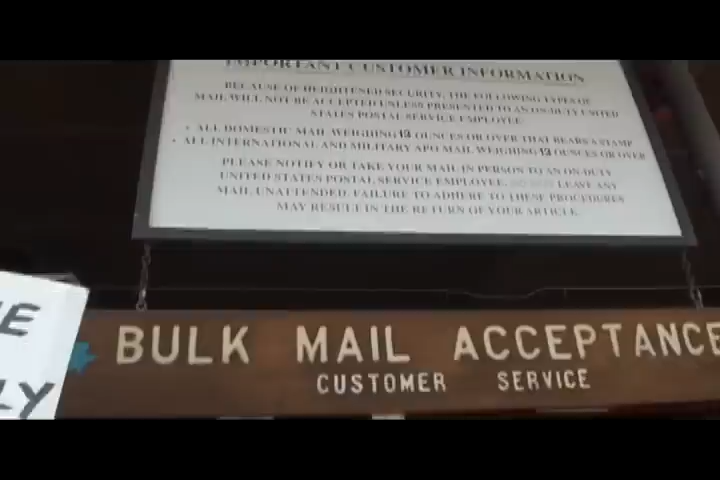 IMPORTANT CUSTOMER INFORMATION
BECAUSE OF HEIGHTENED SECURITY, THE FOLLOWING TYPES OF
MAIL WILL NOT BE ACCEPTED UNLESS PRESENTED TO AN ON-DUTY UNITED
STATES POSTAL SERVICE EMPLOYEE
• ALL DOMESTIC MAIL WEIGHING 13 OUNCES OR OVER THAT BEARS A STAMP
• ALL INTERNATIONAL AND MILITARY APO MAIL WEIGHING 13 OUNCES OR OVER
PLEASE NOTIFY OR TAKE YOUR MAIL IN PERSON TO AN ON-DUTY
UNITED STATES POSTAL SERVICE EMPLOYEE. LEAVE ANY
MAIL UNATTENDED. FAILURE TO ADHERE TO THESE PROCEDURES
MAY RESULT IN THE RETURN OF YOUR ARTICLE.
E
LY
BULK MAIL ACCEPTANCE
CUSTOMER SERVICE